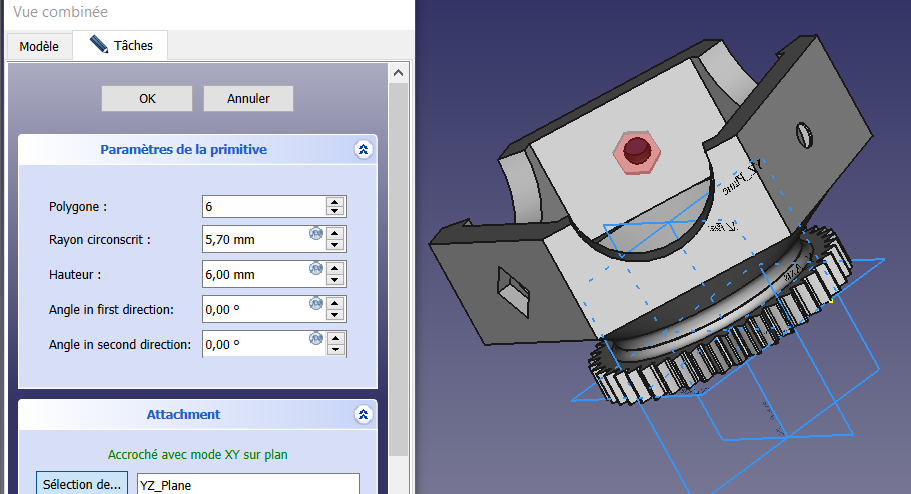 Vue combinée
Modèle
Tâches
OK
Annuler
Paramètres de la primitive
Polygone :
6
Rayon circonscrit :
5,70 mm
Hauteur :
6,00 mm
Angle in first direction:
0,00 º
Angle in second direction:
0,00 º
Attachment
Accroché avec mode XY sur plan
Sélection de...
YZ_Plane
YZ_Plane